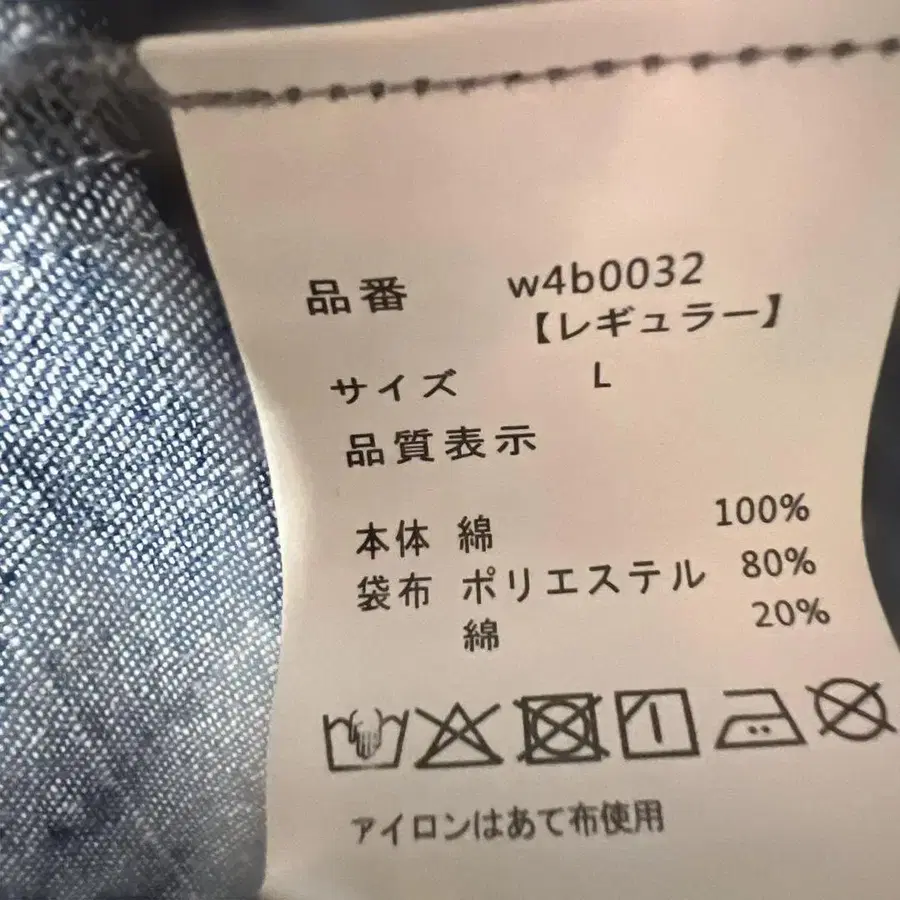 品番 w4b0032
【レギュラー】
サイズ L
品質表示
本体 綿 100%
袋布 ポリエステル 80%
綿 20%
アイロンはあて布使用